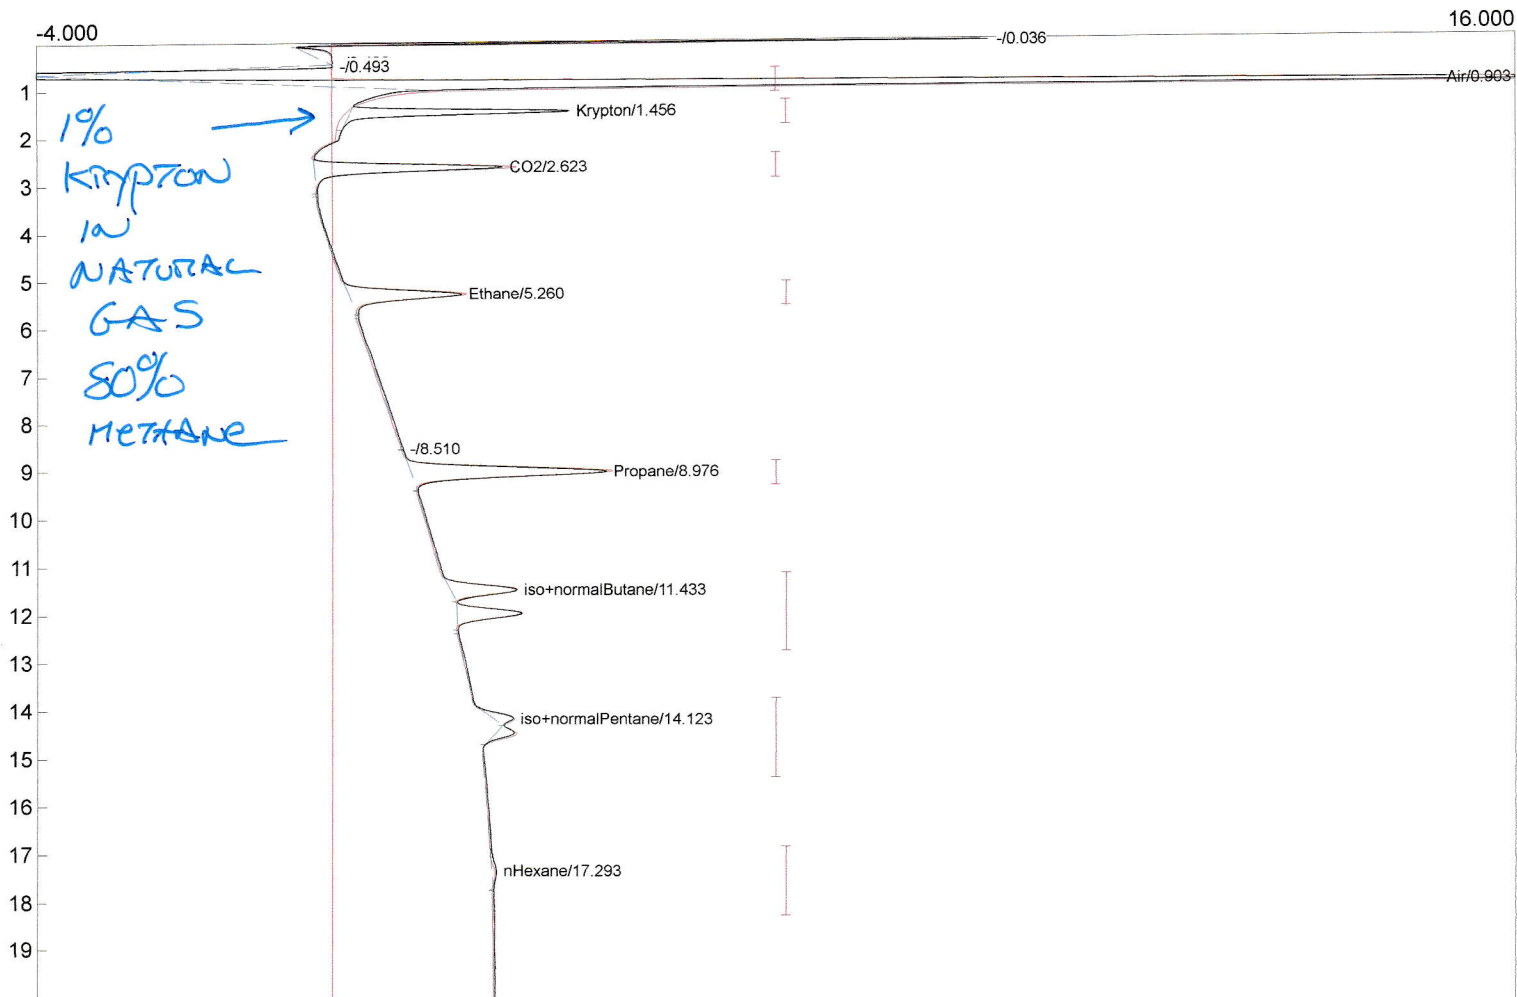 -4.000
16.000
-/0.036
-/0.493
Air/0.903
1
Krypton/1.456
1%
2
CO2/2.623
KRYPTON
3
IN
4
NATURAL
5
Ethane/5.260
GAS
6
80%
7
METHANE
8
-/8.510
9
Propane/8.976
10
11
iso+normalButane/11.433
12
13
14
iso+normalPentane/14.123
15
16
17
nHexane/17.293
18
19